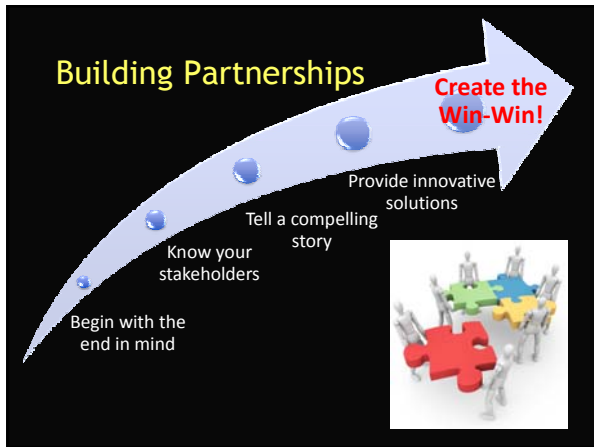 Building Partnerships
Create the
Win-Win!
Provide innovative
solutions
Tell a compelling
story
Know your
stakeholders
Begin with the
end in mind